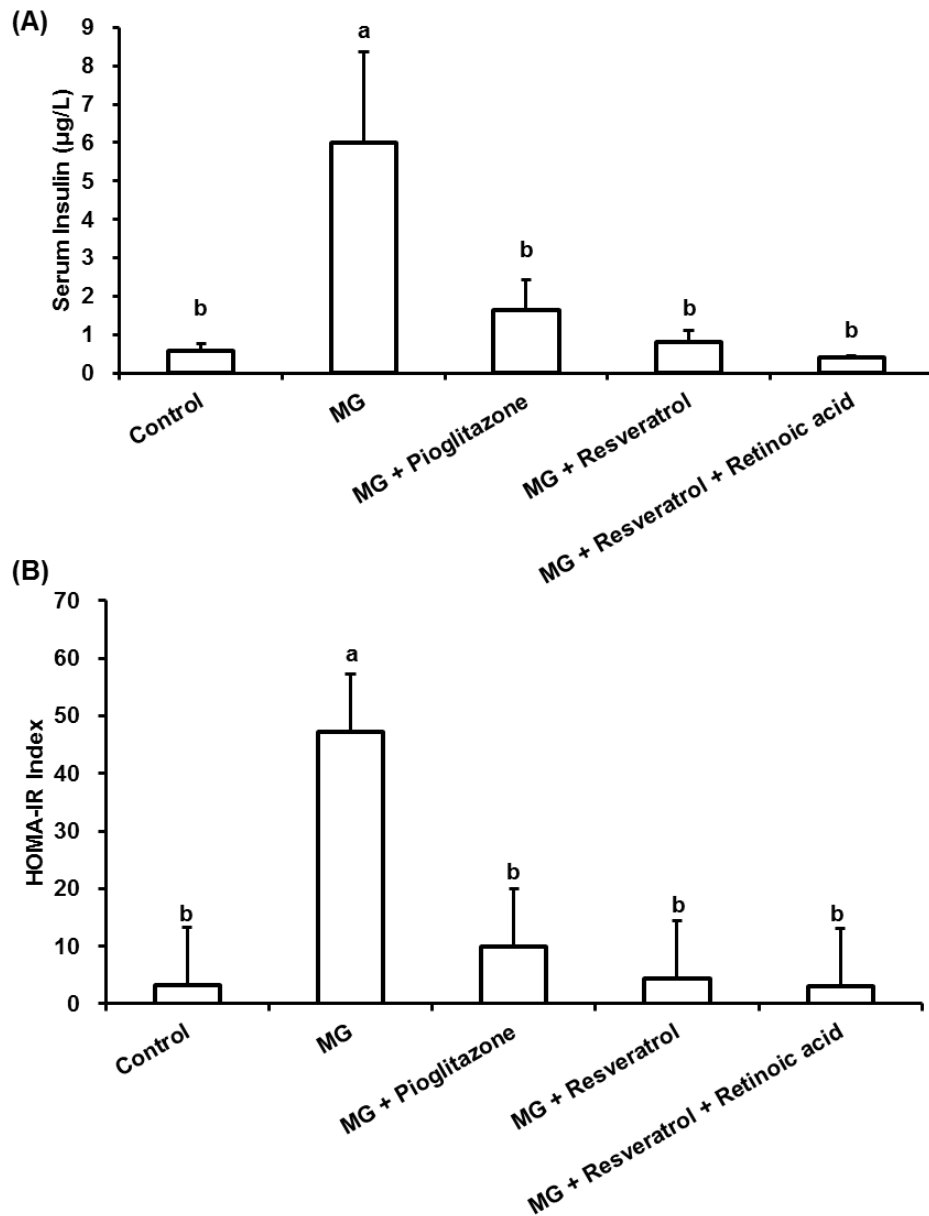 (A)
9
8
7
6
5
4
3
2
1
0
Serum Insulin (µg/L)
a
b
b
b
b
Control
MG
MG + Pioglitazone
MG + Resveratrol
MG + Resveratrol + Retinoic acid
(B)
70
60
50
40
30
20
10
0
HOMA-IR Index
a
b
b
b
b
Control
MG
MG + Pioglitazone
MG + Resveratrol
MG + Resveratrol + Retinoic acid